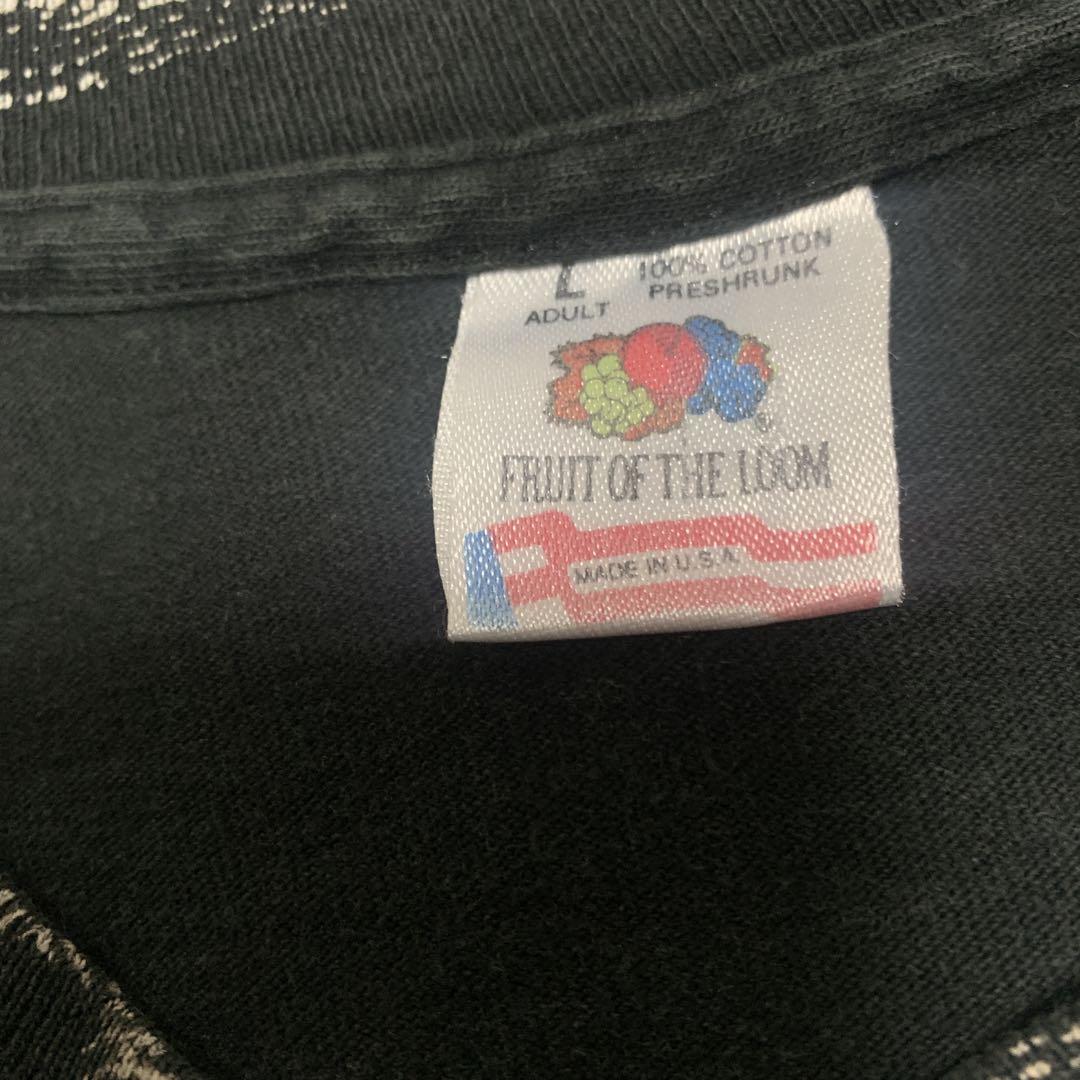 L
ADULT
100% COTTON
PRESHRUNK
®
FRUIT OF THE LOOM
MADE IN U.S.A.